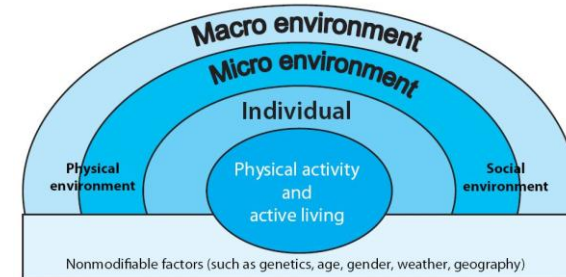 Macro environment
Micro environment
Individual
Physical
environment
Social
environment
Physical activity
and
active living
Nonmodifiable factors (such as genetics, age, gender, weather, geography)